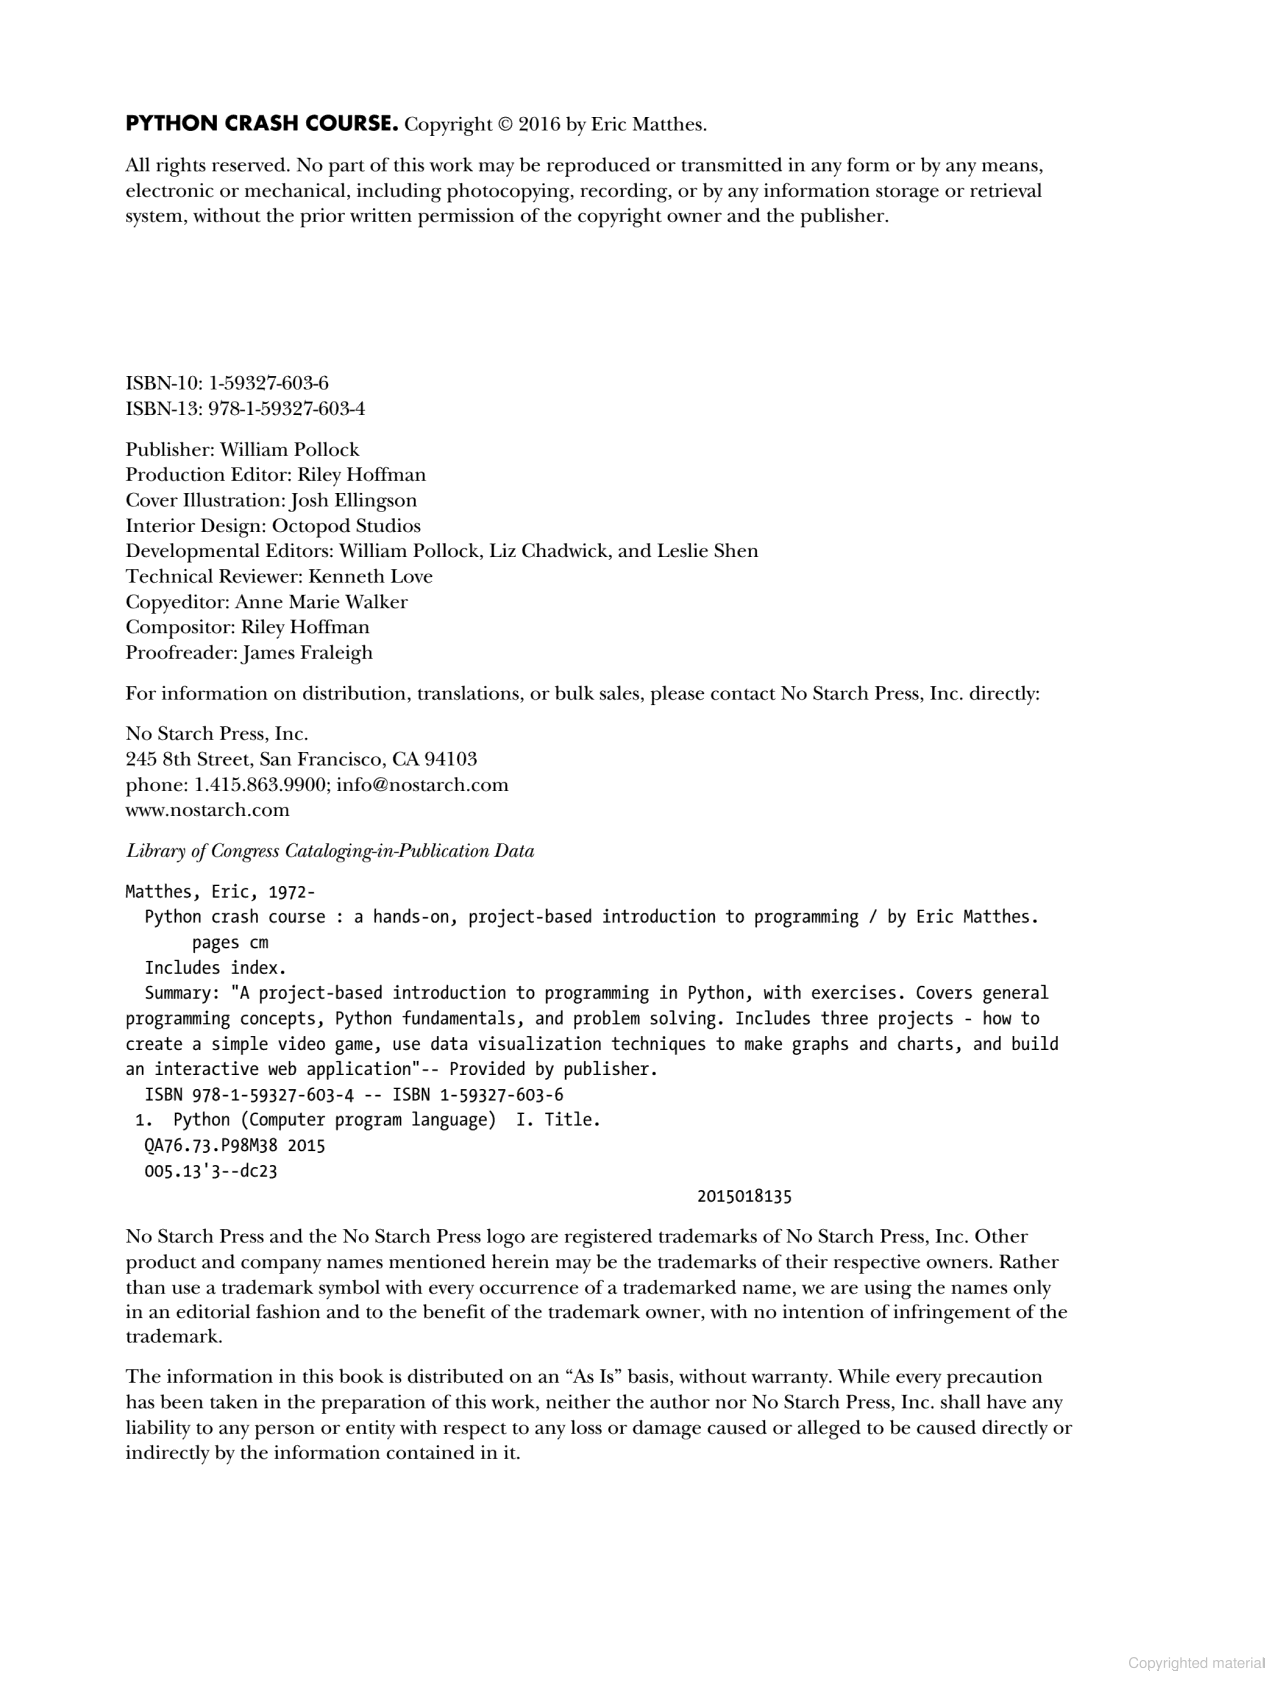 PYTHON CRASH COURSE. Copyright © 2016 by Eric Matthes.
All rights reserved. No part of this work may be reproduced or transmitted in any form or by any means,
electronic or mechanical, including photocopying, recording, or by any information storage or retrieval
system, without the prior written permission of the copyright owner and the publisher.
ISBN-10: 1-59327-603-6
ISBN-13: 978-1-59327-603-4
Publisher: William Pollock
Production Editor: Riley Hoffman
Cover Illustration: Josh Ellingson
Interior Design: Octopod Studios
Developmental Editors: William Pollock, Liz Chadwick, and Leslie Shen
Technical Reviewer: Kenneth Love
Copyeditor: Anne Marie Walker
Compositor: Riley Hoffman
Proofreader: James Fraleigh
For information on distribution, translations, or bulk sales, please contact No Starch Press, Inc. directly:
No Starch Press, Inc.
245 8th Street, San Francisco, CA 94103
phone: 1.415.863.9900; info@nostarch.com
www.nostarch.com
Library of Congress Cataloging-in-Publication Data
Matthes, Eric, 1972-
Python crash course : a hands-on, project-based introduction to programming / by Eric Matthes.
pages cm
Includes index.
Summary: "A project-based introduction to programming in Python, with exercises. Covers general
programming concepts, Python fundamentals, and problem solving. Includes three projects - how to
create a simple video game, use data visualization techniques to make graphs and charts, and build
an interactive web application"-- Provided by publisher.
ISBN 978-1-59327-603-4 -- ISBN 1-59327-603-6
1. Python (Computer program language) I. Title.
QA76.73.P98M38 2015
005.13'3--dc23
2015018135
No Starch Press and the No Starch Press logo are registered trademarks of No Starch Press, Inc. Other
product and company names mentioned herein may be the trademarks of their respective owners. Rather
than use a trademark symbol with every occurrence of a trademarked name, we are using the names only
in an editorial fashion and to the benefit of the trademark owner, with no intention of infringement of the
trademark.
The information in this book is distributed on an “As Is” basis, without warranty. While every precaution
has been taken in the preparation of this work, neither the author nor No Starch Press, Inc. shall have any
liability to any person or entity with respect to any loss or damage caused or alleged to be caused directly or
indirectly by the information contained in it.
Copyrighted material